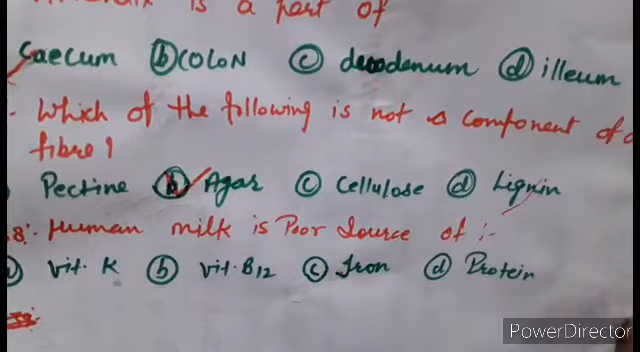 is a part of
Caecum (b) COLON (c) deodenum (d) illeum
- Which of the following is not a component of
fibre?
Pectine (b) Agar (c) Cellulose (d) Lignin
8:- Human milk is Poor Source of :-
a) Vit. K (b) Vit. B12 (c) Iron (d) Protein
PowerDirector